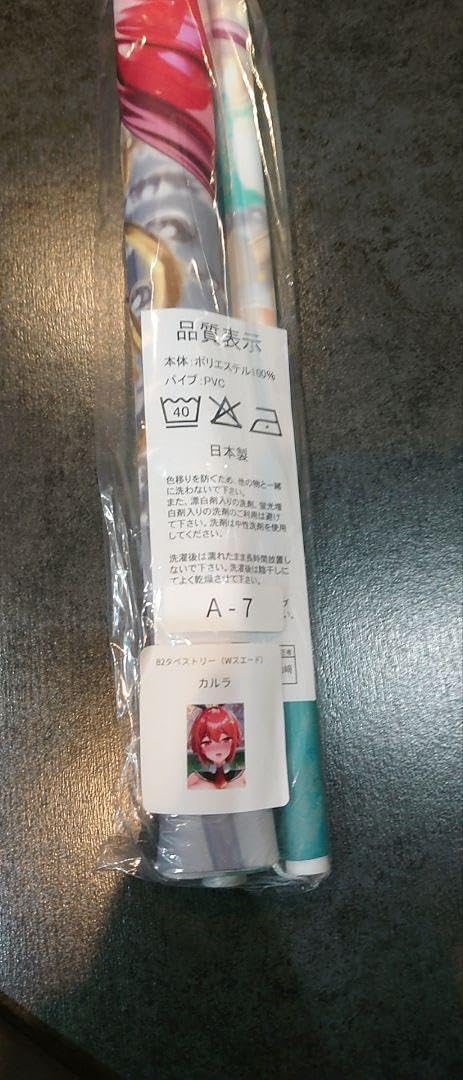 品質表示
本体:ポリエステル100%
パイプ:PVC
40
日本製
色移りを防ぐため、他の物と一緒
に洗わないで下さい。
また、漂白剤入りの洗剤、蛍光増
白剤入りの洗剤のご利用は避け
て下さい。洗剤は中性洗剤を使用
してください。
洗濯後は濡れたまま長時間放置し
ないで下さい。洗濯後は陰干しに
てよく乾燥させて下さい。
A-7
B2タペストリー（Wスエード）
カルラ